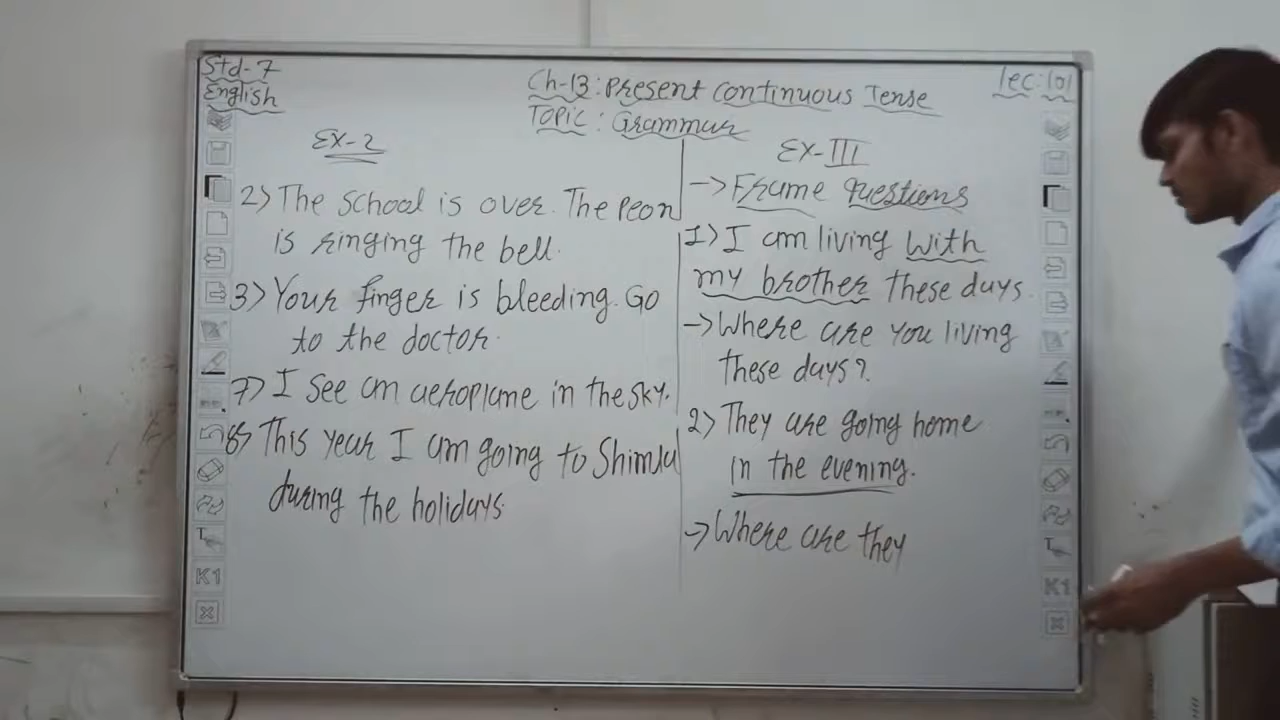 Std-7
English
Ch-13: Present Continuous Tense
Topic: Grammar
lec: 101
EX-2
2) The school is over. The peon
is ringing the bell.
3) Your finger is bleeding. Go
to the doctor.
7) I see an aeroplane in the sky.
8) This year I am going to Shimla
during the holidays.
EX-III
-> Frame questions
1) I am living with
my brother these days.
-> Where are you living
these days?
2) They are going home
in the evening.
-> Where are they
T
K1
T
K1